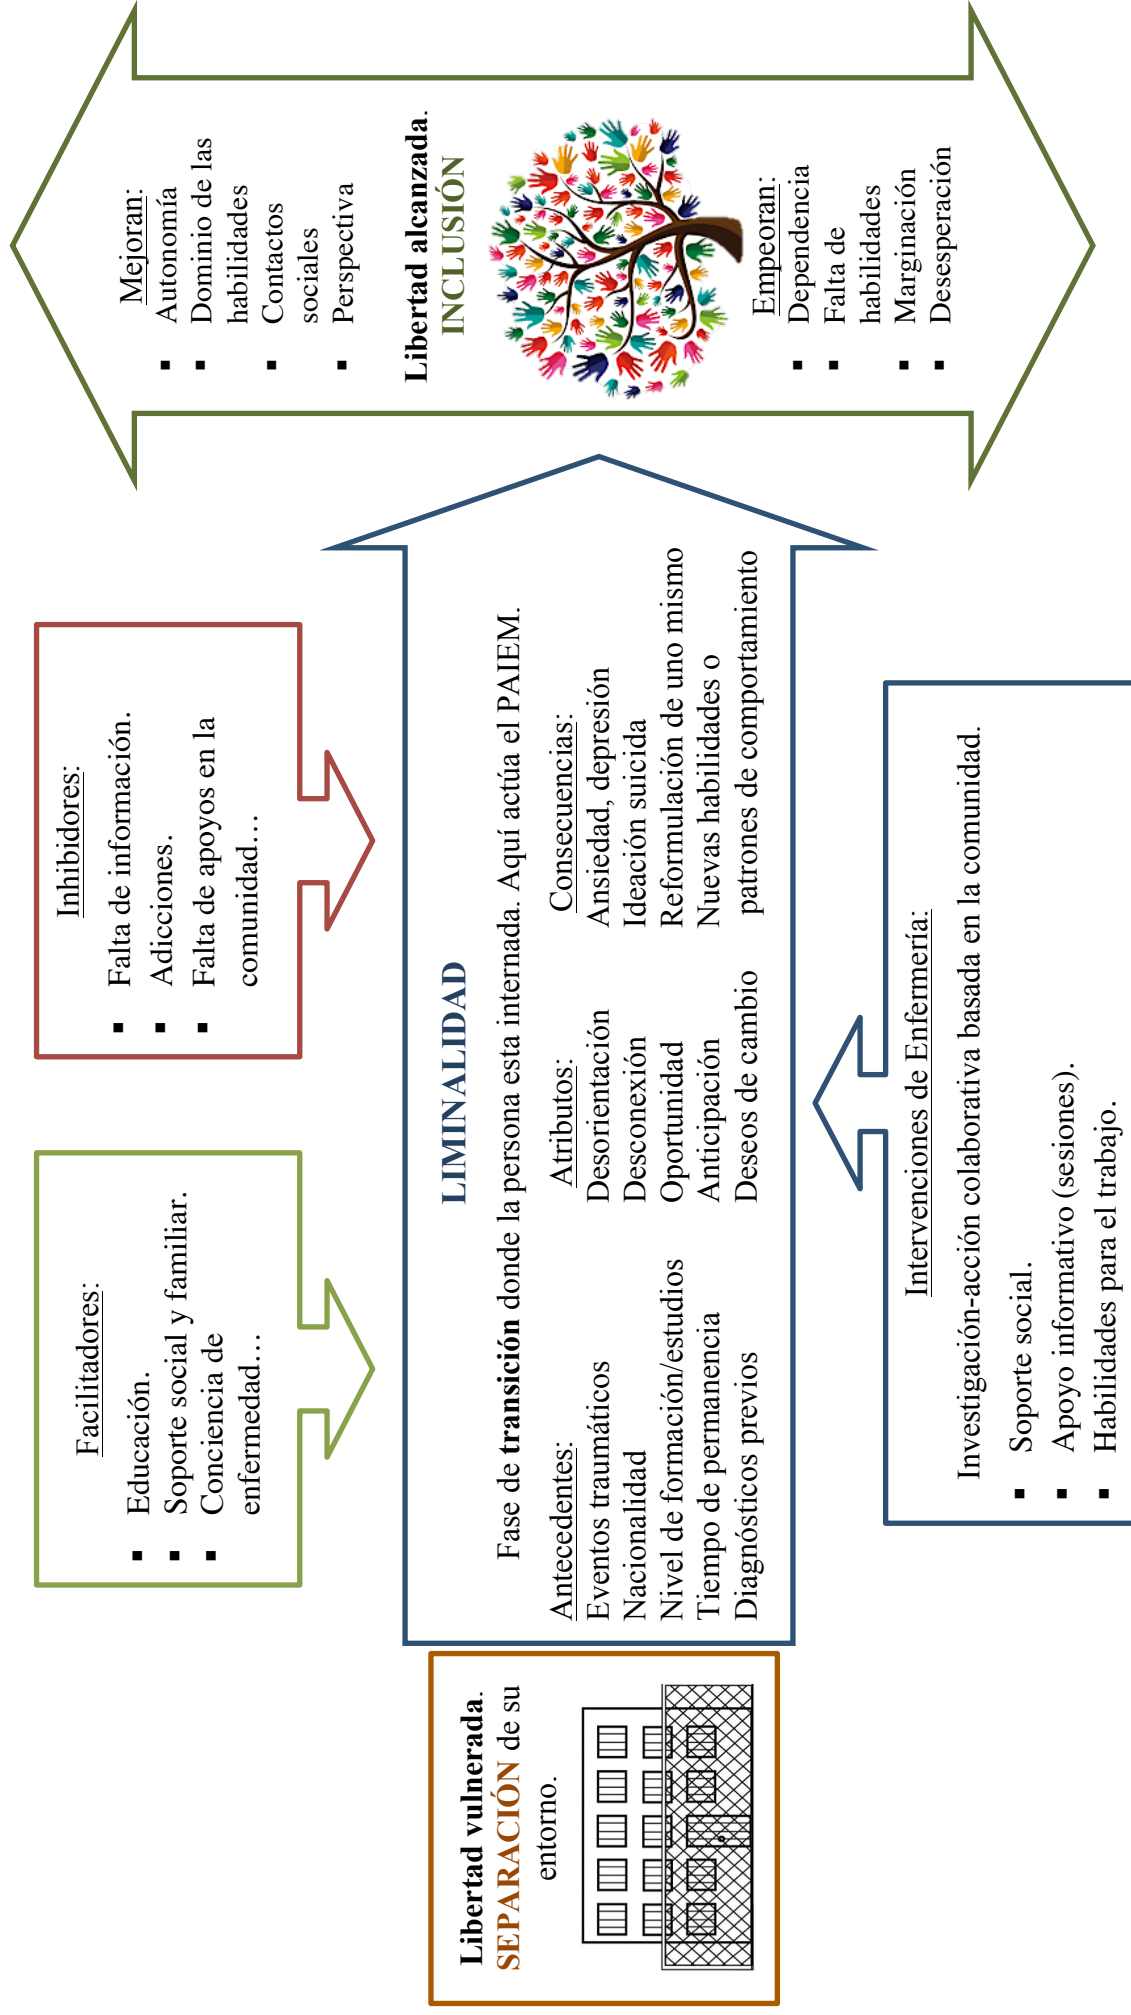 Facilitadores:
▪ Educación.
▪ Soporte social y familiar.
▪ Conciencia de
enfermedad…
Inhibidores:
▪ Falta de información.
▪ Adicciones.
▪ Falta de apoyos en la
comunidad…
Libertad vulnerada.
SEPARACIÓN de su
entorno.
LIMINALIDAD
Fase de transición donde la persona esta internada. Aquí actúa el PAIEM.
Antecedentes:
Eventos traumáticos
Nacionalidad
Nivel de formación/estudios
Tiempo de permanencia
Diagnósticos previos
Atributos:
Desorientación
Desconexión
Oportunidad
Anticipación
Deseos de cambio
Consecuencias:
Ansiedad, depresión
Ideación suicida
Reformulación de uno mismo
Nuevas habilidades o
patrones de comportamiento
Intervenciones de Enfermería:
Investigación-acción colaborativa basada en la comunidad.
▪ Soporte social.
▪ Apoyo informativo (sesiones).
▪ Habilidades para el trabajo.
Mejoran:
▪ Autonomía
▪ Dominio de las
habilidades
▪ Contactos
sociales
▪ Perspectiva
Libertad alcanzada.
INCLUSIÓN
Empeoran:
▪ Dependencia
▪ Falta de
habilidades
▪ Marginación
▪ Desesperación